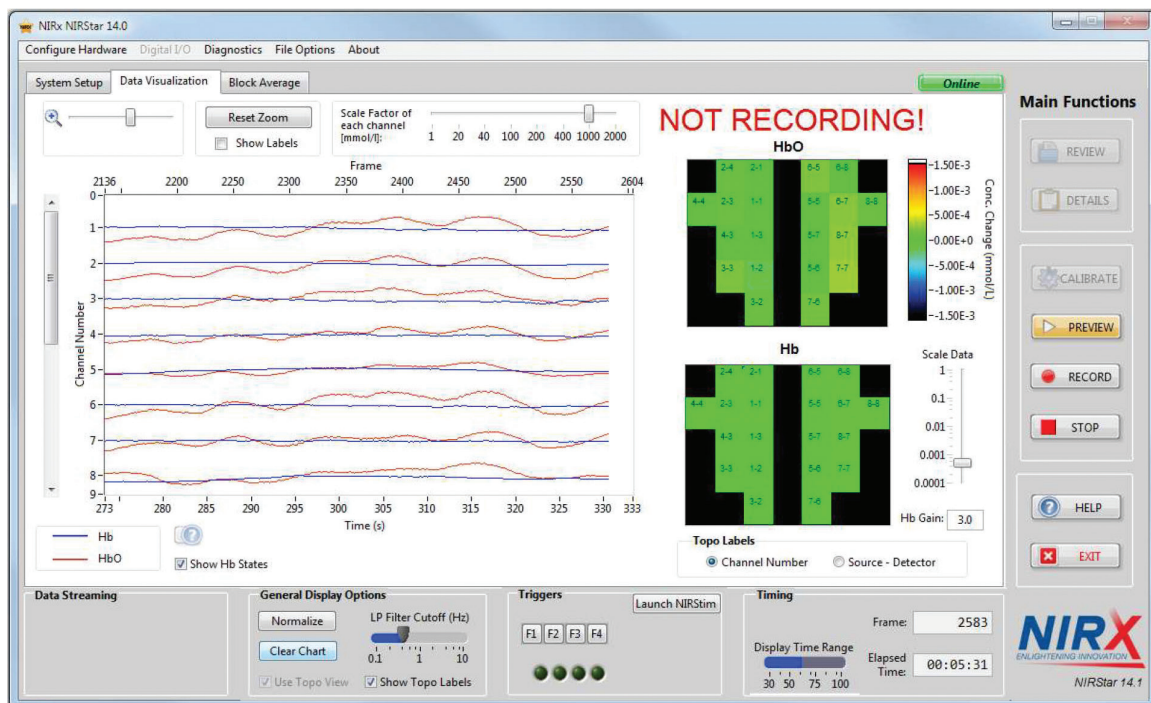 NIRx NIRStar 14.0
Configure Hardware Digital I/O Diagnostics File Options About
System Setup Data Visualization Block Average
Online
Reset Zoom
Show Labels
Scale Factor of
each channel
[mmol/l]:
1 20 40 100 200 400 1000 2000
NOT RECORDING!
Frame
2136 2200 2250 2300 2350 2400 2450 2500 2550 2604
Channel Number
0
1
2
3
4
5
6
7
8
9
273 285 290 295 300 305 310 315 320 325 330 333
Time (s)
Hb
HbO
Show Hb States
HbO
2-4 2-1 6-5 6-8
4-4 2-3 1-1 5-5 6-7 8-8
4-3 1-3 5-7 8-7
3-3 1-2 5-6 7-7
3-2 7-6
1.50E-3
1.00E-3
5.00E-4
0.00E+0
-5.00E-4
-1.00E-3
-1.50E-3
Conc. Change (mmol/L)
Hb
2-4 2-1 6-5 6-8
4-4 2-3 1-1 5-5 6-7 8-8
4-3 1-3 5-7 8-7
3-3 1-2 5-6 7-7
3-2 7-6
Scale Data
1
0.1
0.01
0.001
0.0001
Hb Gain: 3.0
Topo Labels
Channel Number Source - Detector
Main Functions
REVIEW
DETAILS
CALIBRATE
PREVIEW
RECORD
STOP
HELP
EXIT
Data Streaming
General Display Options
Normalize
Clear Chart
LP Filter Cutoff (Hz)
0.1 1 10
Use Topo View Show Topo Labels
Triggers
Launch NIRStim
F1 F2 F3 F4
Timing
Display Time Range
30 50 75 100
Frame: 2583
Elapsed
Time: 00:05:31
NIRX
ENLIGHTENING INNOVATION
NIRStar 14.1